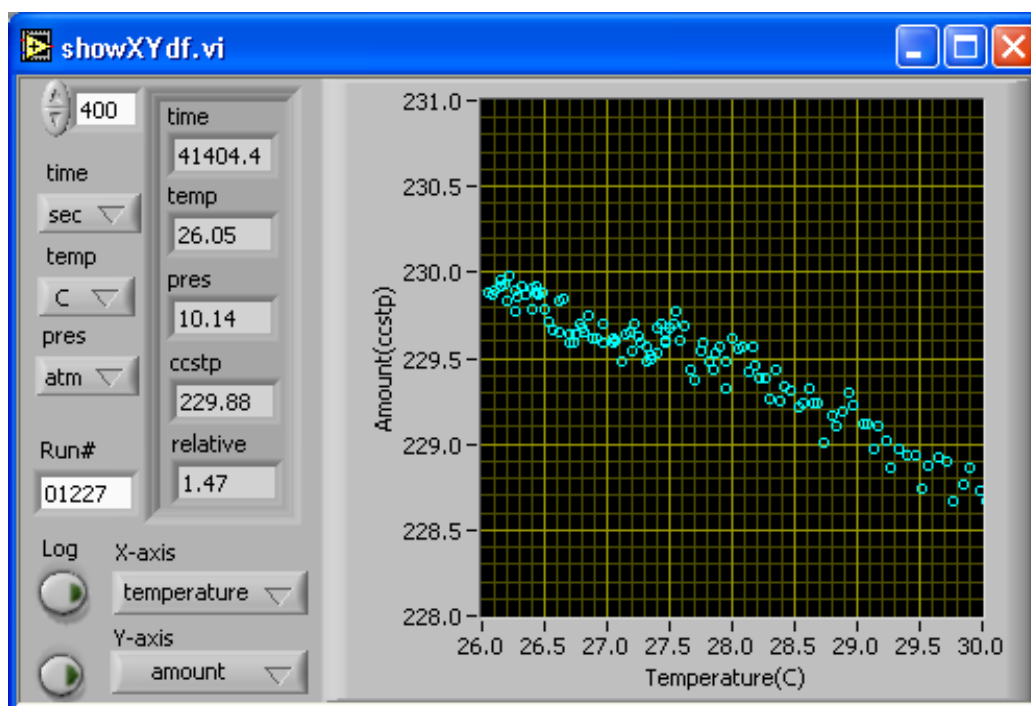 showXYdf.vi
400
time
sec
temp
C
pres
atm
Run#
01227
time
41404.4
temp
26.05
pres
10.14
ccstp
229.88
relative
1.47
Log
X-axis
temperature
Y-axis
amount
Amount(ccstp)
231.0
230.5
230.0
229.5
229.0
228.5
228.0
26.0 26.5 27.0 27.5 28.0 28.5 29.0 29.5 30.0
Temperature(C)